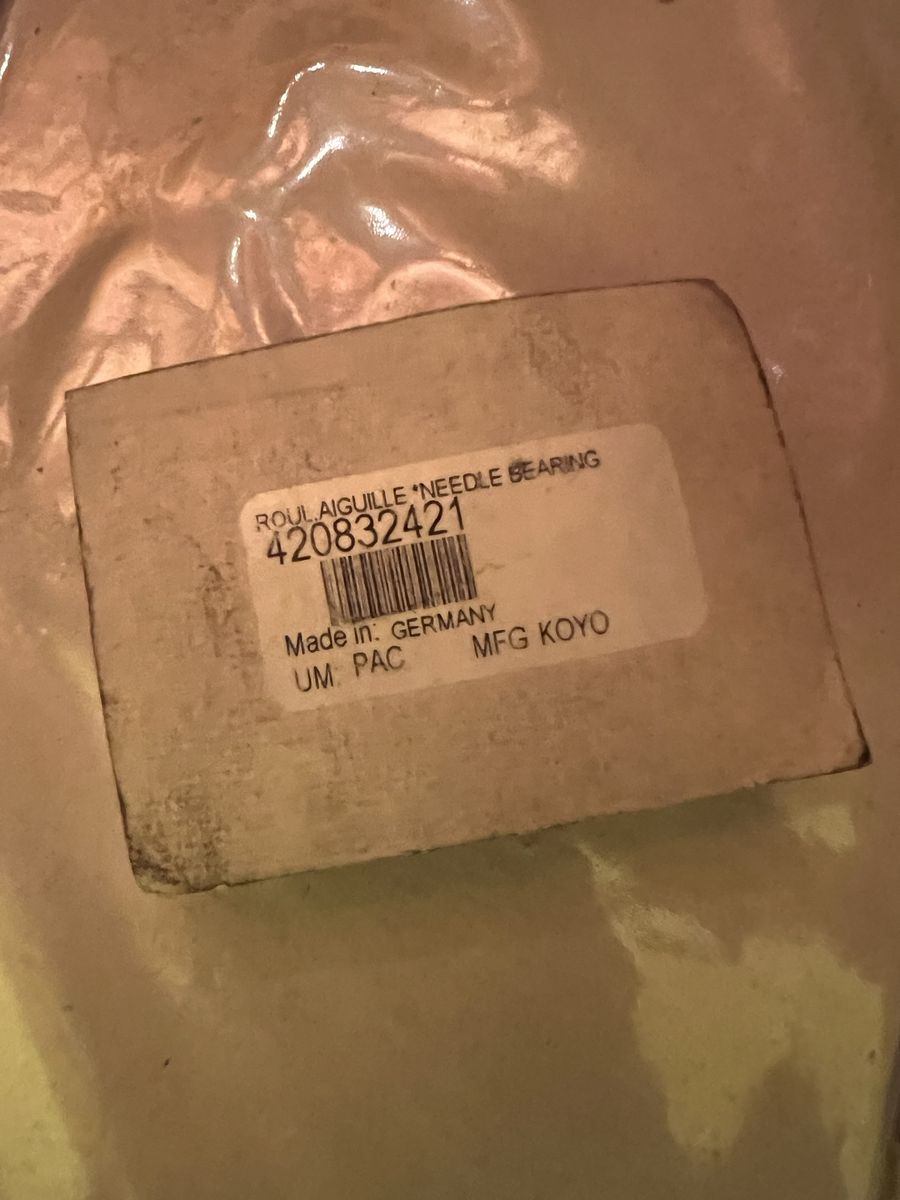 ROUL.AIGUILLE *NEEDLE BEARING
420832421
Made in: GERMANY
UM: PAC MFG KOYO